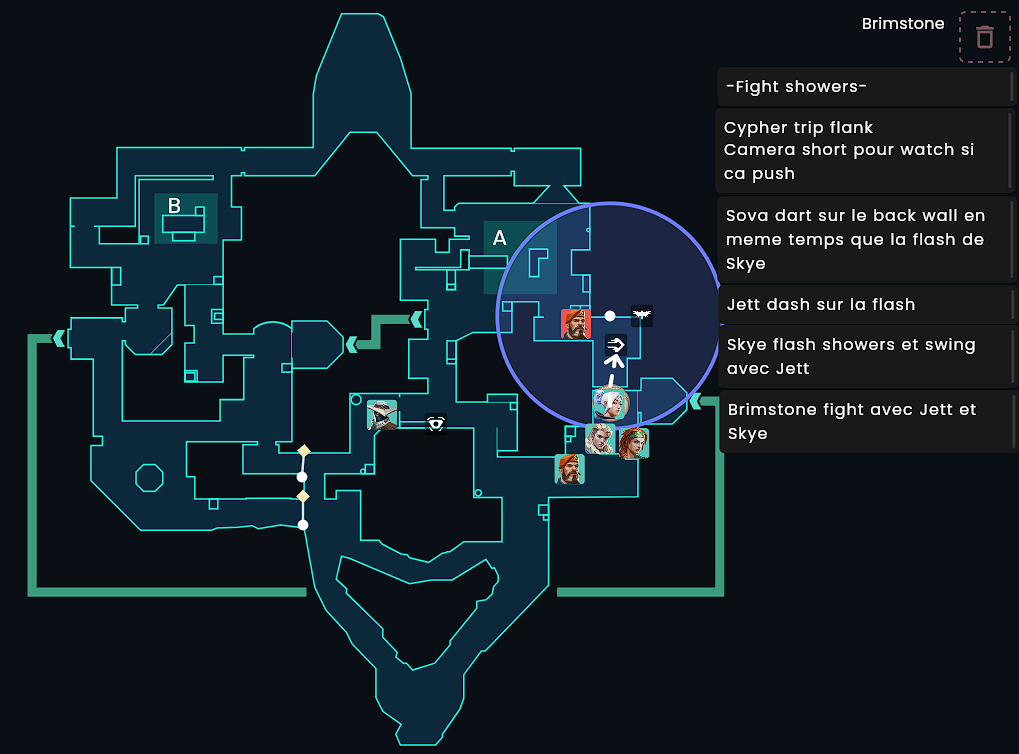 Brimstone
-Fight showers-
Cypher trip flank
Camera short pour watch si
ca push
B
Sova dart sur le back wall en
meme temps que la flash de
Skye
A
Jett dash sur la flash
Skye flash showers et swing
avec Jett
Brimstone fight avec Jett et
Skye